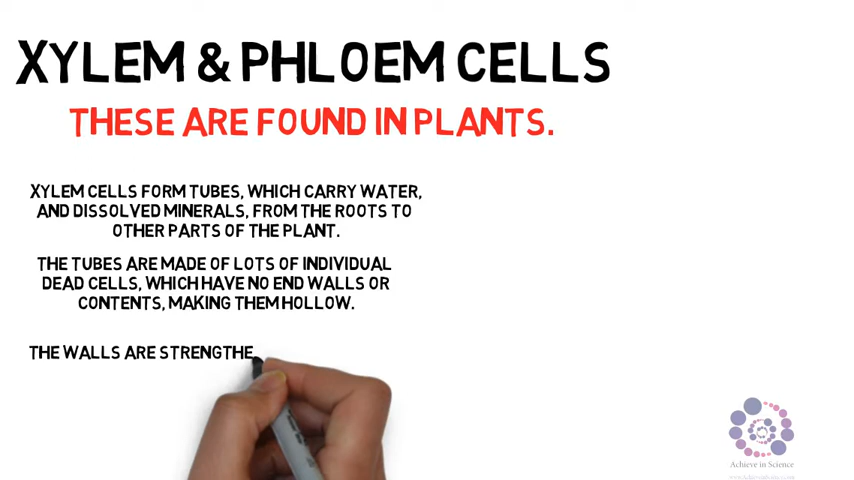 XYLEM & PHLOEM CELLS
THESE ARE FOUND IN PLANTS.
XYLEM CELLS FORM TUBES, WHICH CARRY WATER,
AND DISSOLVED MINERALS, FROM THE ROOTS TO
OTHER PARTS OF THE PLANT.
THE TUBES ARE MADE OF LOTS OF INDIVIDUAL
DEAD CELLS, WHICH HAVE NO END WALLS OR
CONTENTS, MAKING THEM HOLLOW.
THE WALLS ARE STRENGTHE
Achieve in Science